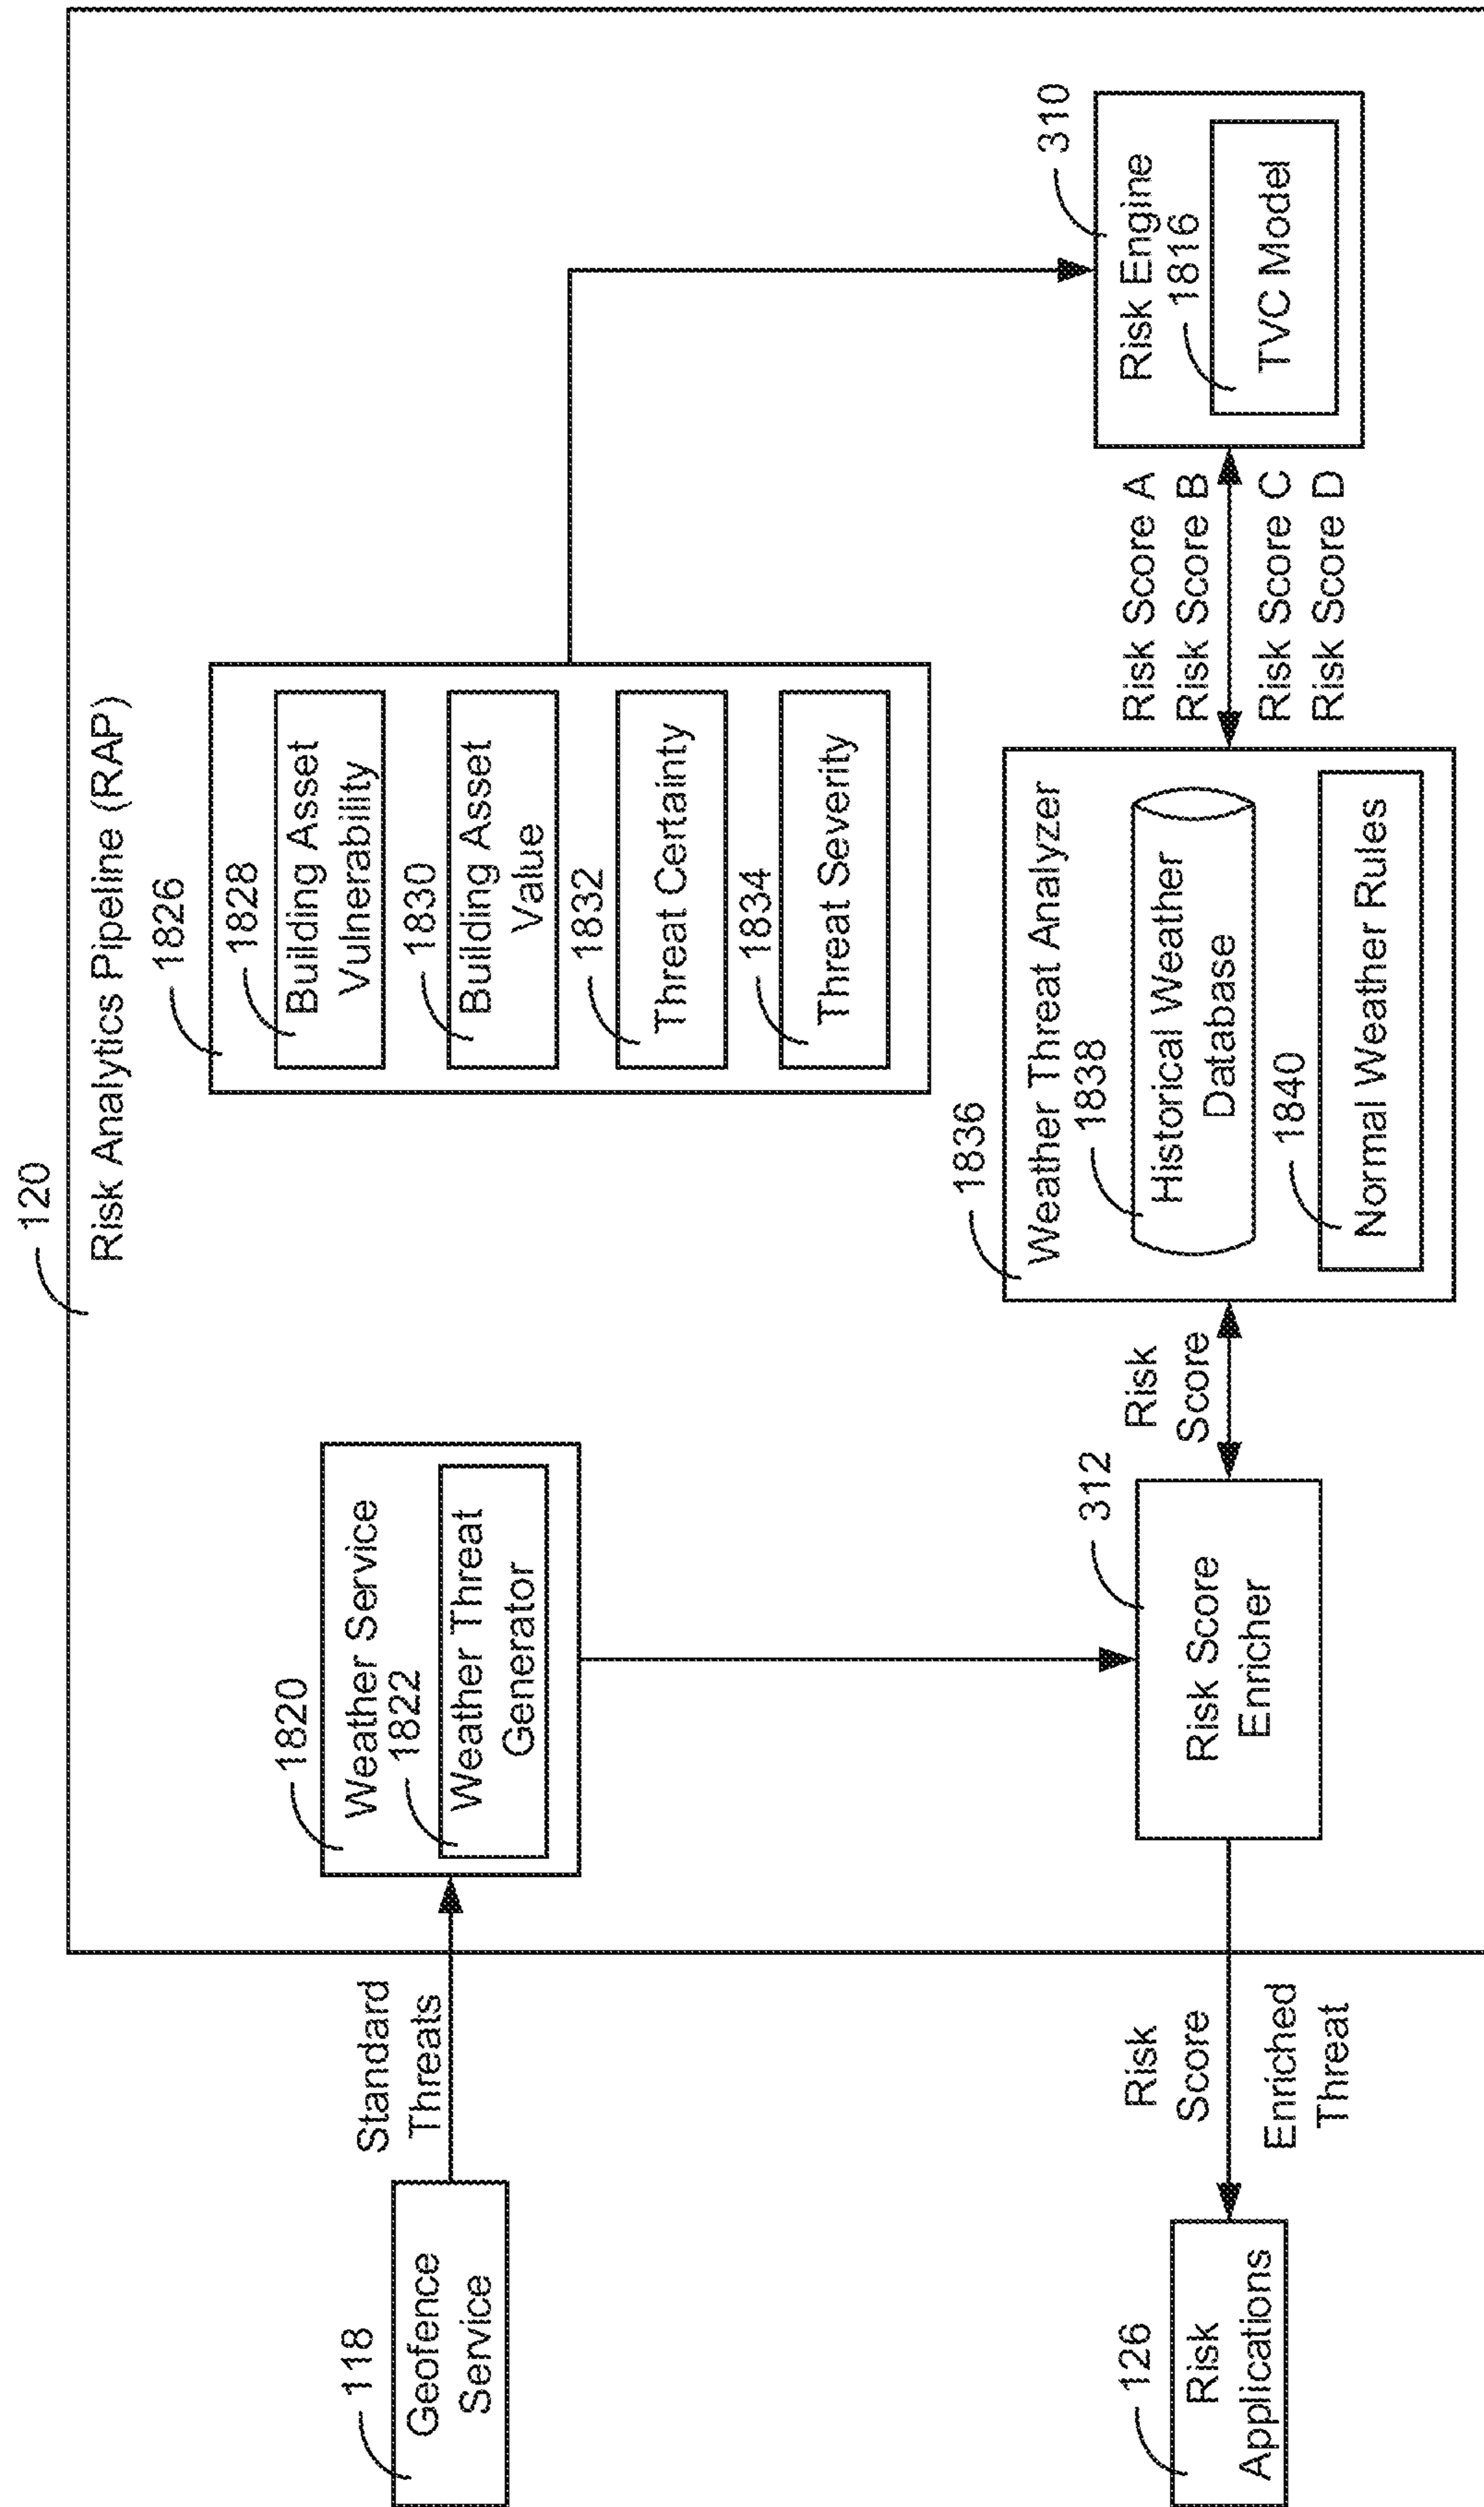 120
Risk Analytics Pipeline (RAP)
118
Geofence
Service
Standard
Threats
1820
Weather Service
1822
Weather Threat
Generator
1826
1828
Building Asset
Vulnerability
1830
Building Asset
Value
1832
Threat Certainty
1834
Threat Severity
126
Risk
Applications
Risk
Score
Enriched
Threat
312
Risk Score
Enricher
Risk
Score
1836
Weather Threat Analyzer
1838
Historical Weather
Database
1840
Normal Weather Rules
Risk Score A
Risk Score B
Risk Score C
Risk Score D
310
Risk Engine
1816
TVC Model